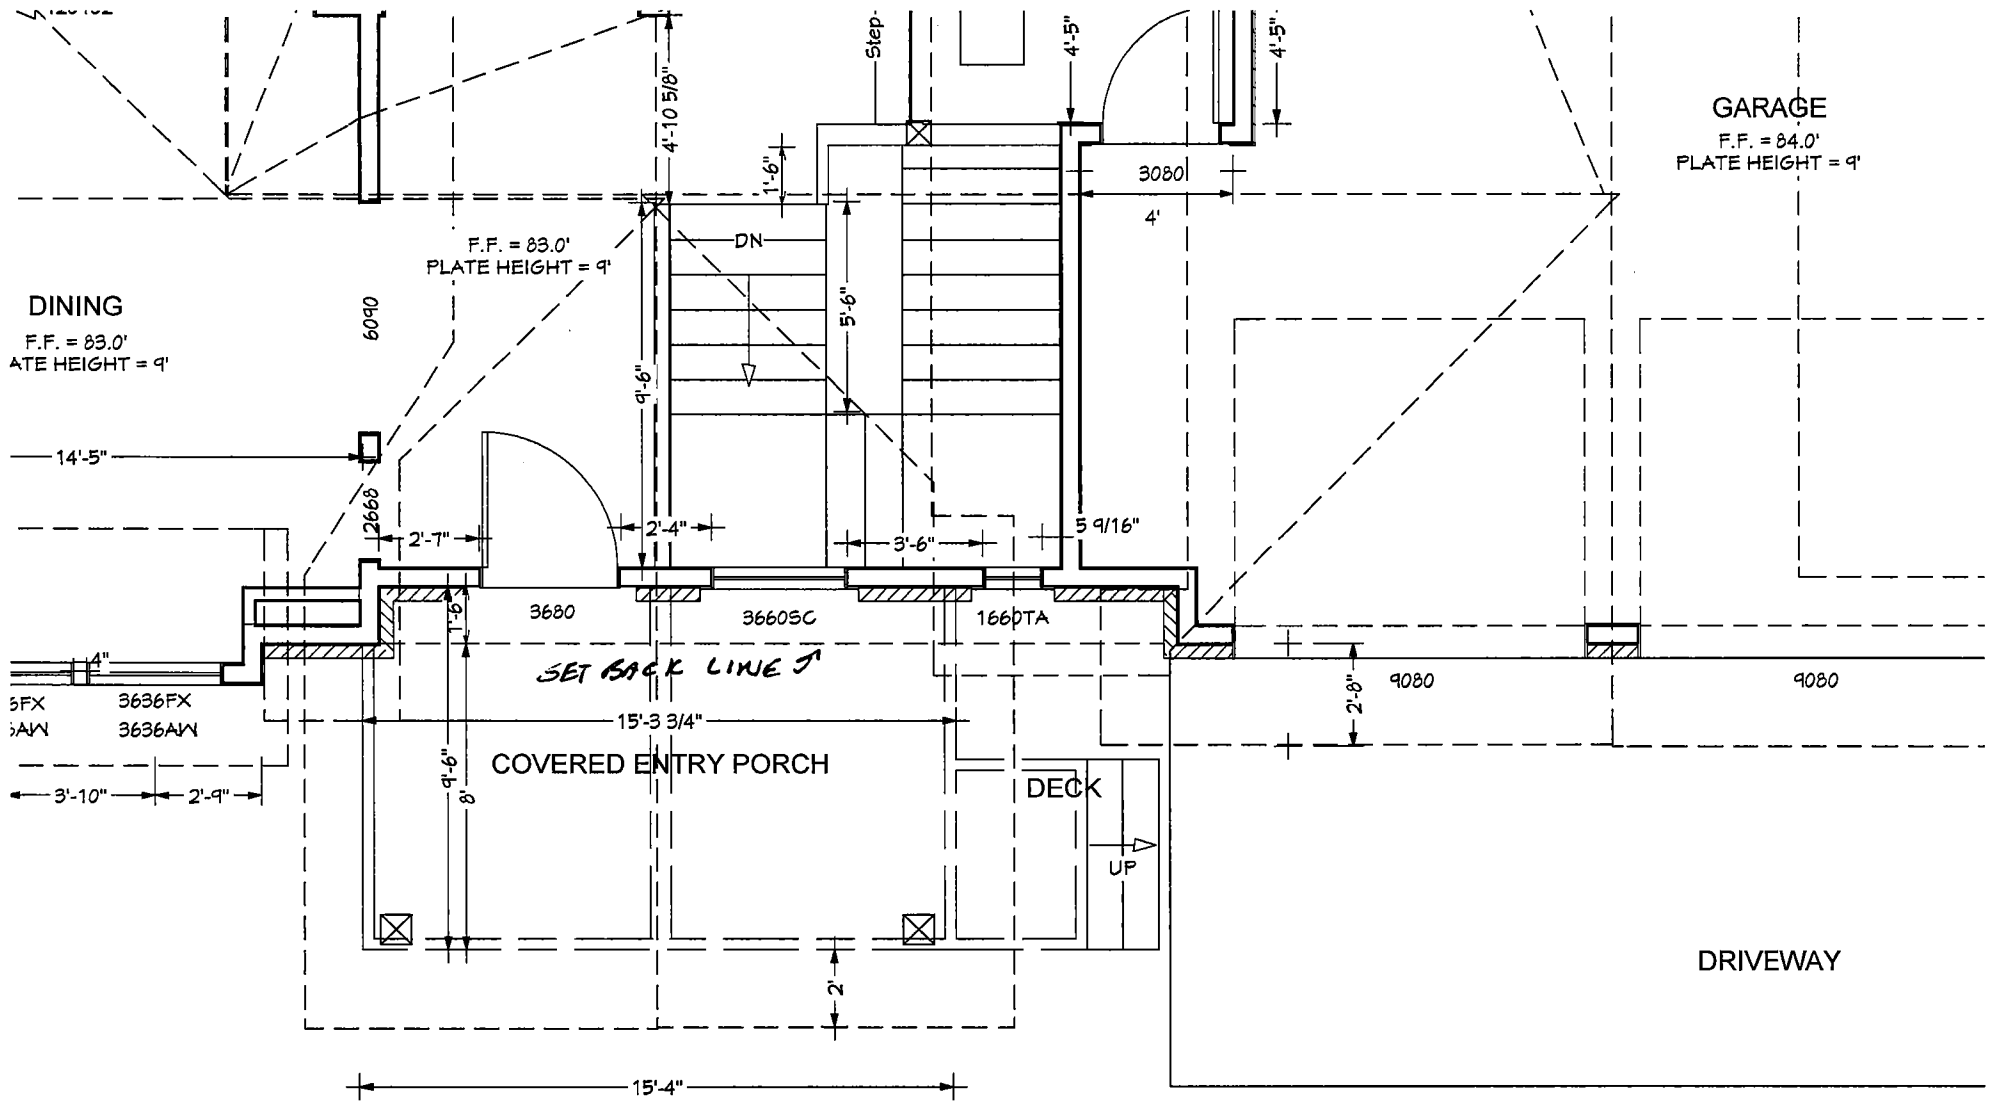 Step
4'-5"
4'-5"
4'-10 5/8"
GARAGE
F.F. = 84.0'
PLATE HEIGHT = 9'
1'-6"
3080
4'
DN
F.F. = 83.0'
PLATE HEIGHT = 9'
DINING
F.F. = 83.0'
ATE HEIGHT = 9'
6090
5'-6"
9'-6"
14'-5"
2668
2'-7"
2'-4"
3'-6"
5 9/16"
1'-6"
3680
3660SC
1660TA
4"
SET BACK LINE
3636FX
3636AW
9080
2'-8"
9080
15'-3 3/4"
COVERED ENTRY PORCH
9'-6"
8'
DECK
3'-10"
2'-9"
UP
DRIVEWAY
2'
15'-4"